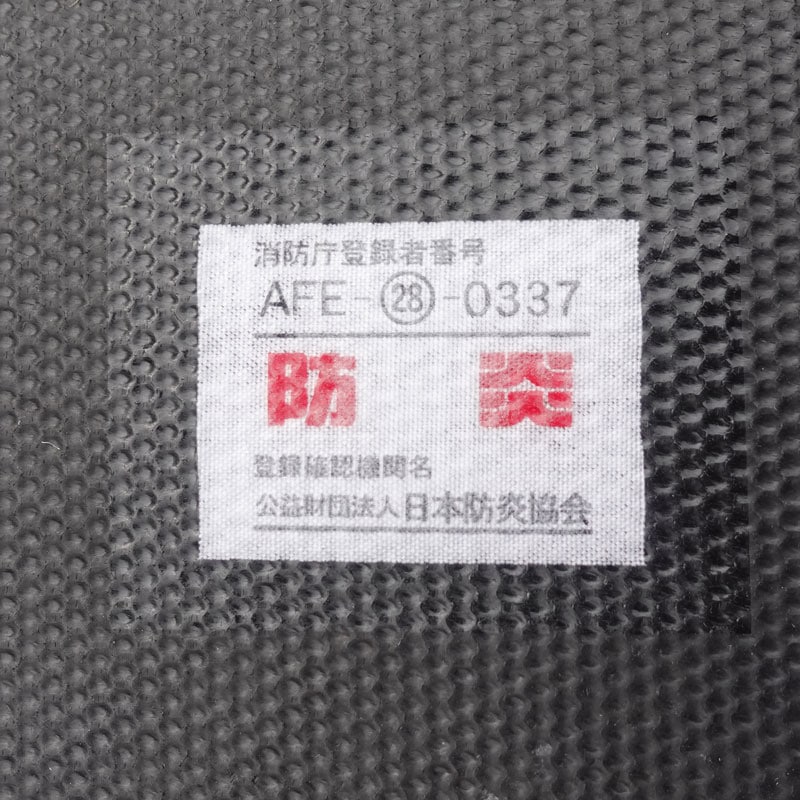 消防庁登録者番号
AFE-㉘-0337
防炎
登録確認機関名
公益財団法人日本防炎協会